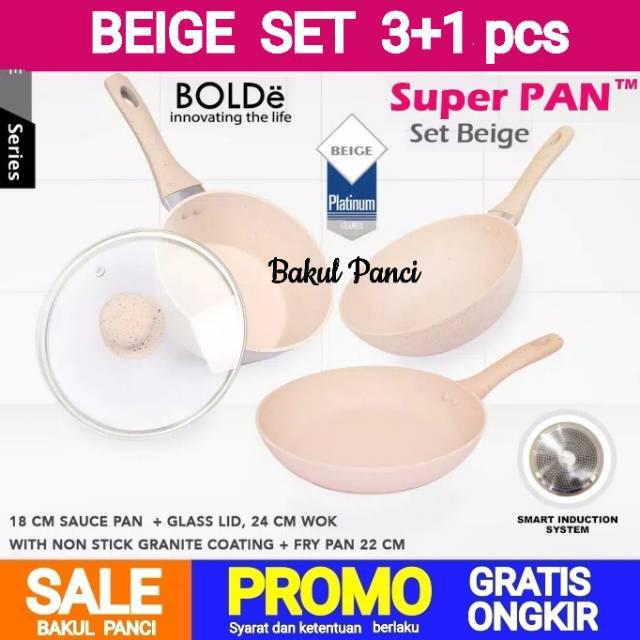 BEIGE SET 3+1 pcs
Series
BOLDe
innovating the life
Super PAN™
Set Beige
BEIGE
Platinum
GRANITE
Bakul Panci
18 CM SAUCE PAN + GLASS LID, 24 CM WOK
WITH NON STICK GRANITE COATING + FRY PAN 22 CM
SMART INDUCTION
SYSTEM
SALE
BAKUL PANCI
PROMO
Syarat dan ketentuan berlaku
GRATIS
ONGKIR